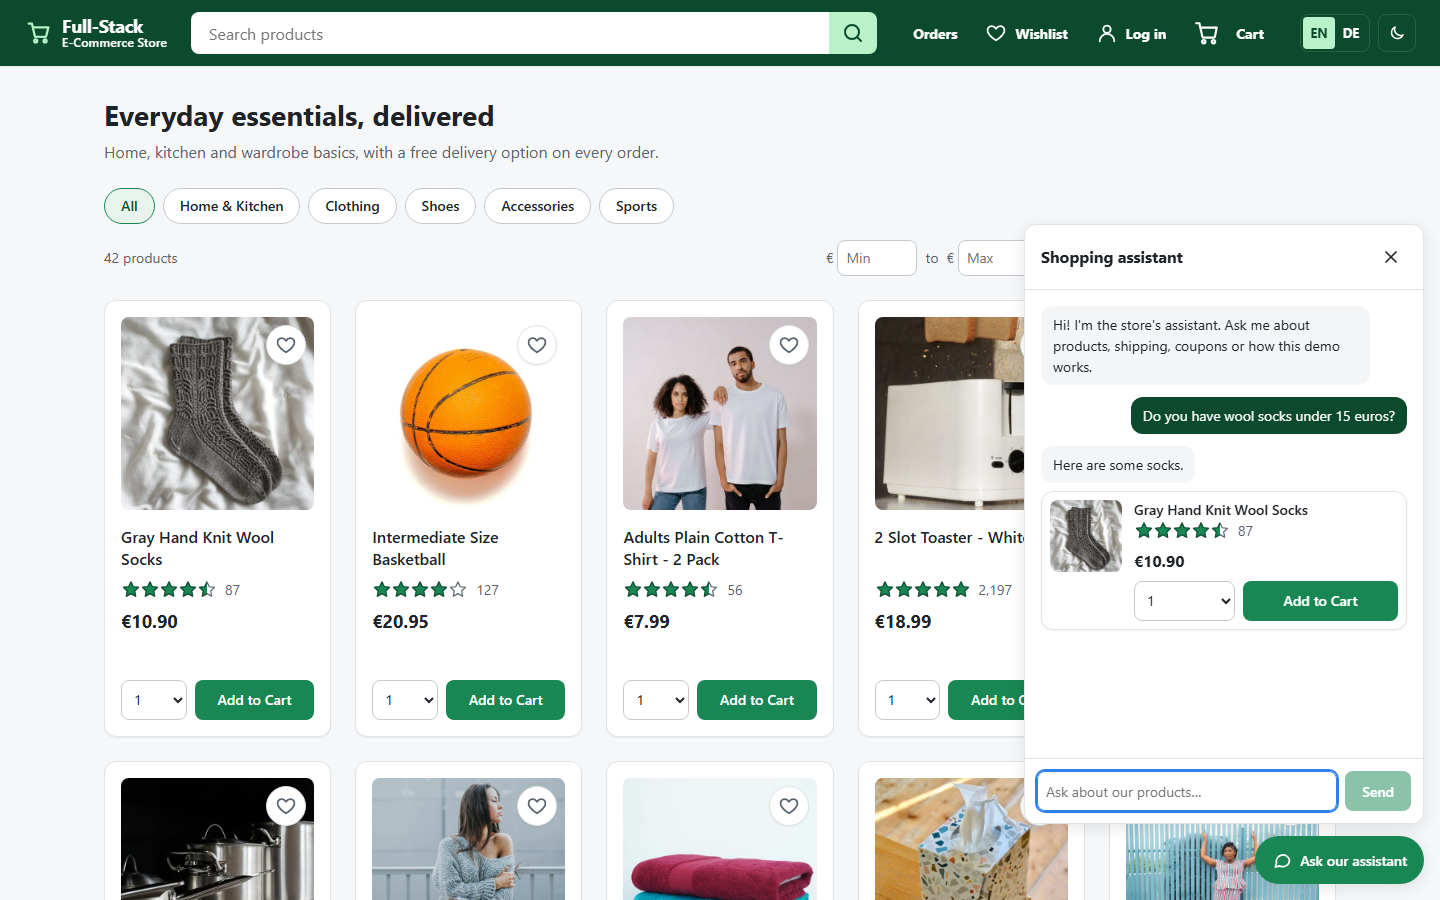 Full-Stack
E-Commerce Store
Search products
Orders
Wishlist
Log in
Cart
EN
DE
Everyday essentials, delivered
Home, kitchen and wardrobe basics, with a free delivery option on every order.
All
Home & Kitchen
Clothing
Shoes
Accessories
Sports
42 products
€ Min to € Max
Gray Hand Knit Wool
Socks
87
€10.90
1
Add to Cart
Intermediate Size
Basketball
127
€20.95
1
Add to Cart
Adults Plain Cotton T-
Shirt - 2 Pack
56
€7.99
1
Add to Cart
2 Slot Toaster - White
2,197
€18.99
1
Add to C
Shopping assistant
Hi! I'm the store's assistant. Ask me about
products, shipping, coupons or how this demo
works.
Do you have wool socks under 15 euros?
Here are some socks.
Gray Hand Knit Wool Socks
87
€10.90
1
Add to Cart
Ask about our products...
Send
Ask our assistant